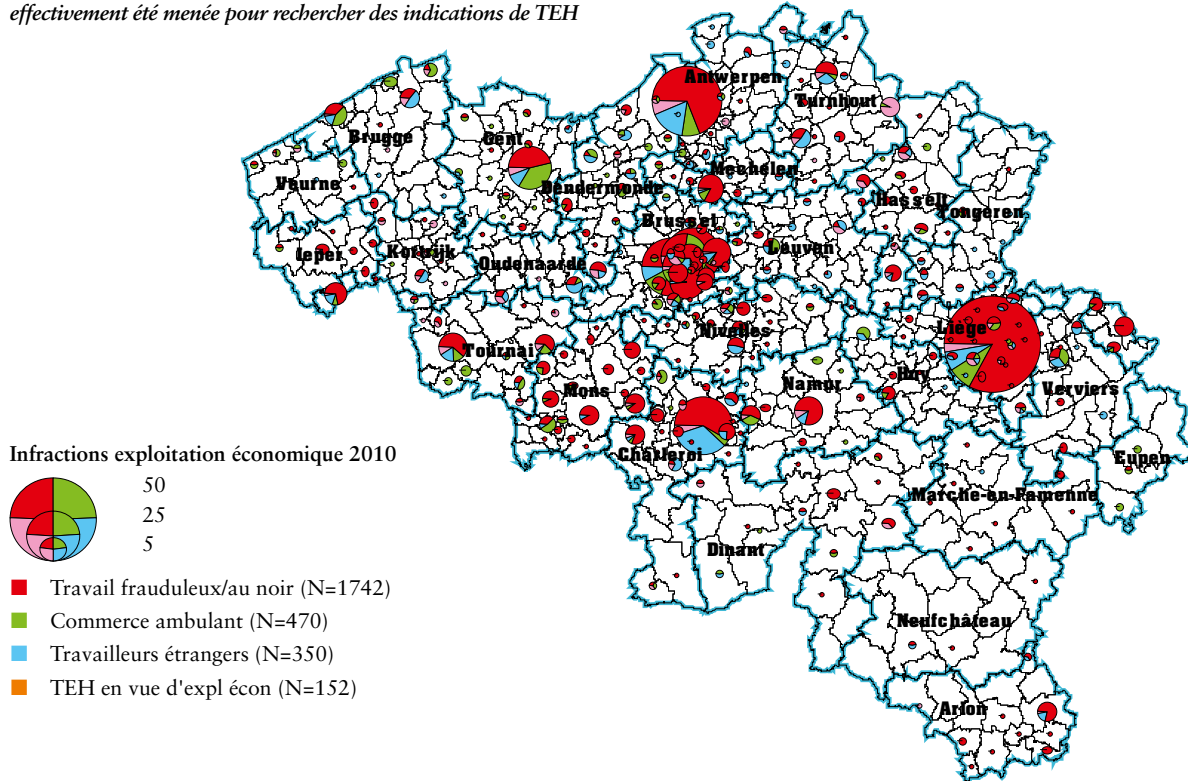 effectivement été menée pour rechercher des indications de TEH
Antwerpen
Turnhout
Brugge
Gent
Mechelen
Veurne
Dendermonde
Hasselt
Tongeren
Brussel
Leuven
Ieper
Kortrijk
Oudenaarde
Liège
Nivelles
Tournai
Huy
Namur
Verviers
Mons
Charleroi
Eupen
Marche-en-Famenne
Dinant
Neufchâteau
Arlon
Infractions exploitation économique 2010
50
25
5
Travail frauduleux/au noir (N=1742)
Commerce ambulant (N=470)
Travailleurs étrangers (N=350)
TEH en vue d'expl écon (N=152)